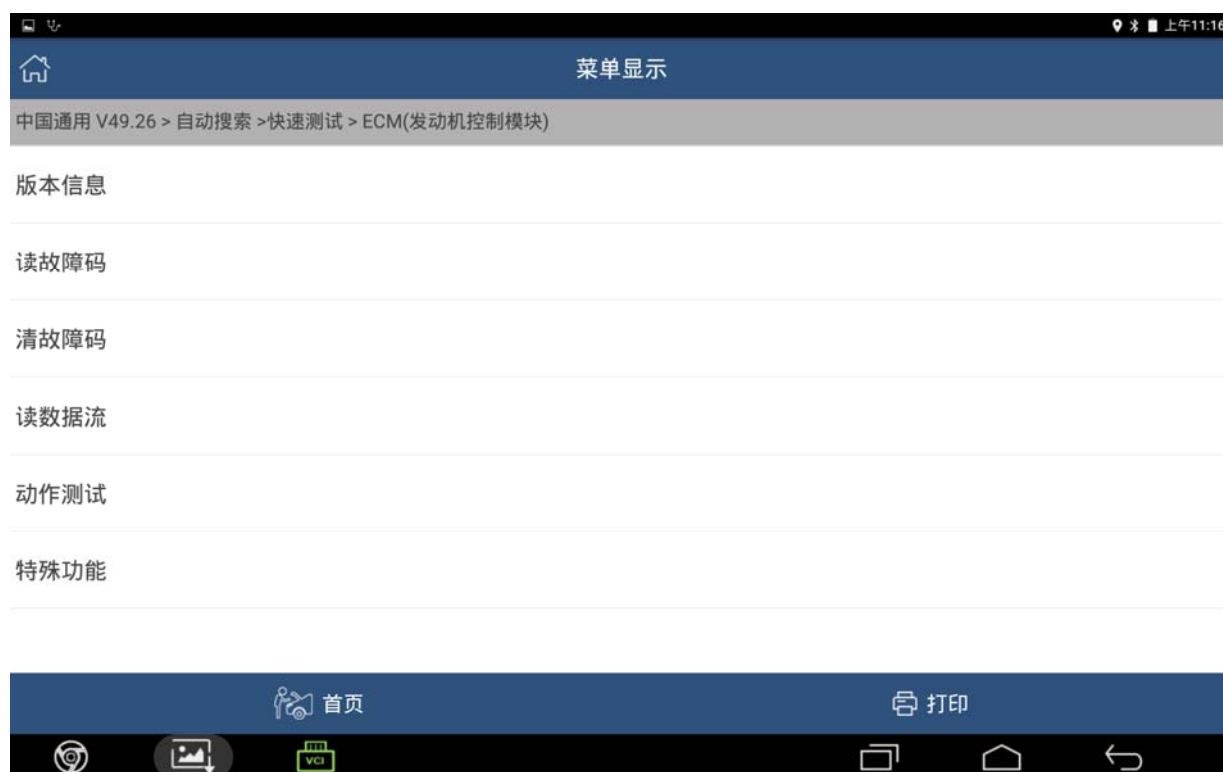 上午11:16
菜单显示
中国通用 V49.26 > 自动搜索 >快速测试 > ECM(发动机控制模块)
版本信息
读故障码
清故障码
读数据流
动作测试
特殊功能
首页
打印
VCI